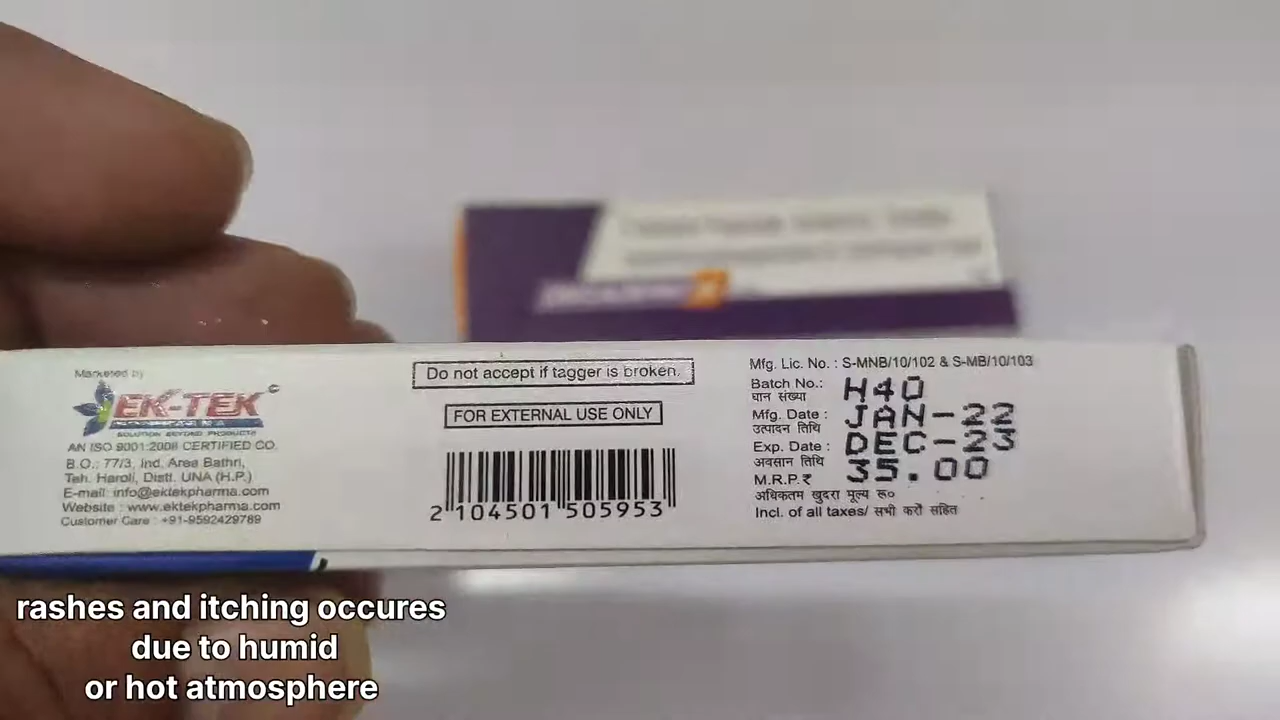 Marketed by
EK-TEK
SOLUTION BEYOND PRODUCTS
AN ISO 9001:2008 CERTIFIED CO.
B.O.: 77/3, Ind. Area Bathri,
Teh. Haroli, Distt. UNA (H.P.)
E-mail: info@ektekpharma.com
Website : www.ektekpharma.com
Customer Care : +91-9592429789
Do not accept if tagger is broken.
FOR EXTERNAL USE ONLY
2 104501 505953
Mfg. Lic. No. : S-MNB/10/102 & S-MB/10/103
Batch No.: H40
घान संख्या
Mfg. Date : JAN-22
उत्पादन तिथि
Exp. Date : DEC-23
अवसान तिथि
M.R.P.₹ 35.00
अधिकतम खुदरा मूल्य रू०
Incl. of all taxes/ सभी करों सहित
rashes and itching occures
due to humid
or hot atmosphere